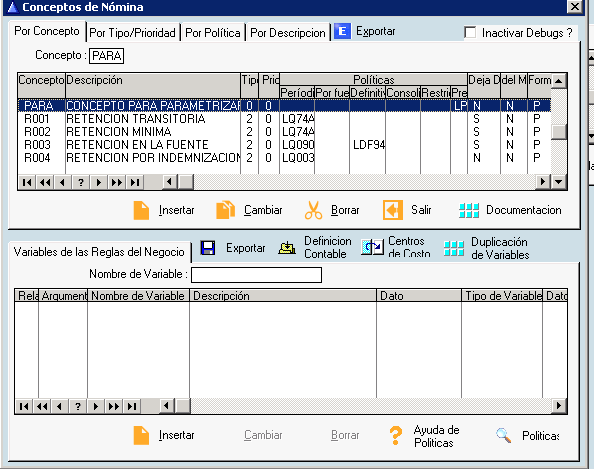 Conceptos de Nómina
Por Concepto Por Tipo/Prioridad Por Política Por Descripcion E Exportar Inactivar Debugs ?
Concepto : PARA
Concepto Descripción Tip Pric Políticas Deja D del M Form
Períodi Por fue Definitiv Consoli Restric Pre
PARA CONCEPTO PARA PARAMETRIZAR 0 0 LP N N P
R001 RETENCION TRANSITORIA 2 0 LQ74A S N P
R002 RETENCION MINIMA 2 0 LQ74A N N P
R003 RETENCION EN LA FUENTE 2 0 LQ090 LDF94 S S P
R004 RETENCION POR INDEMNIZACION 2 0 LQ003 N N P
?
Insertar Cambiar Borrar Salir Documentacion
Variables de las Reglas del Negocio Exportar Definicion Contable Centros de Costo Duplicación de Variables
Nombre de Variable :
Rela Argument Nombre de Variable Descripción Dato Tipo de Variable Dato
?
Insertar Cambiar Borrar ? Ayuda de Politicas Politicas